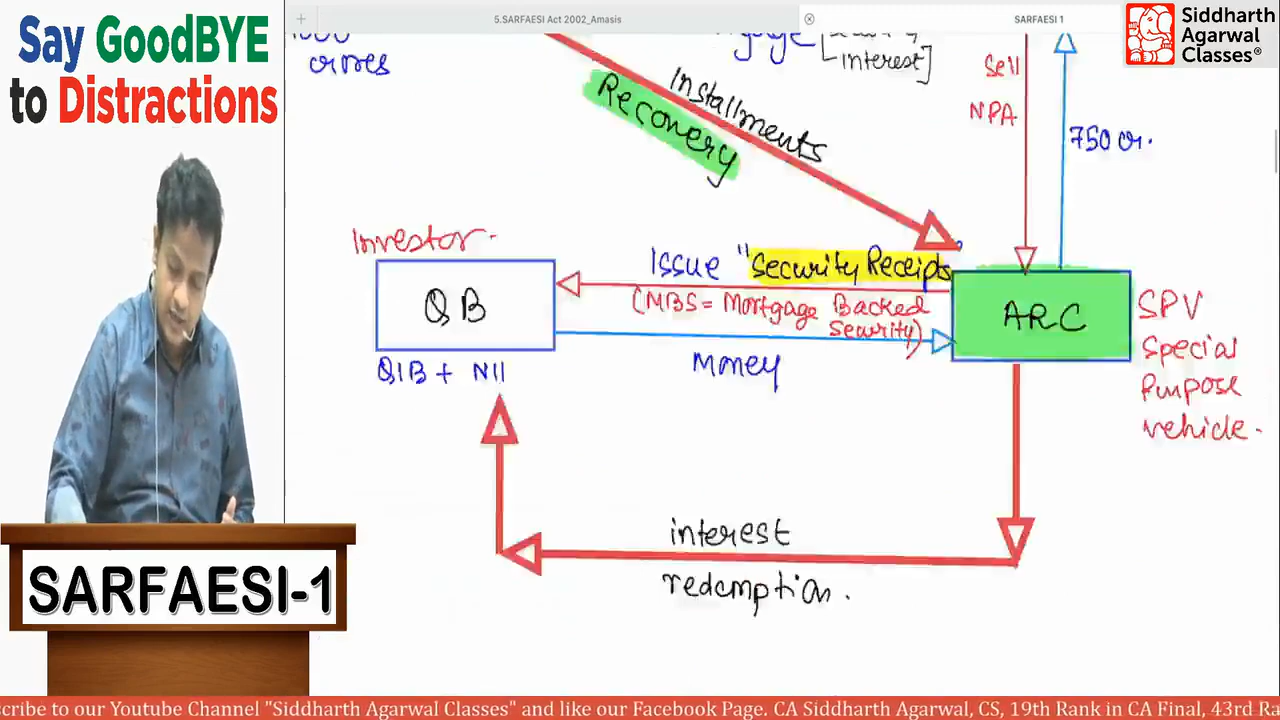 5.SARFAESI Act 2002_Amasis
SARFAESI 1
Siddharth
Agarwal
Classes®
Say GoodBYE
to Distractions
crores
interest]
Sell
NPA
750 cr.
Installments
Recovery
Investor.
QB
QIB + NII
Issue "Security Receipts"
(MBS = Mortgage Backed
Security)
Money
ARC
SPV
Special
Purpose
vehicle.
interest
redemption.
SARFAESI-1
scribe to our Youtube Channel "Siddharth Agarwal Classes" and like our Facebook Page. CA Siddharth Agarwal, CS, 19th Rank in CA Final, 43rd Ra